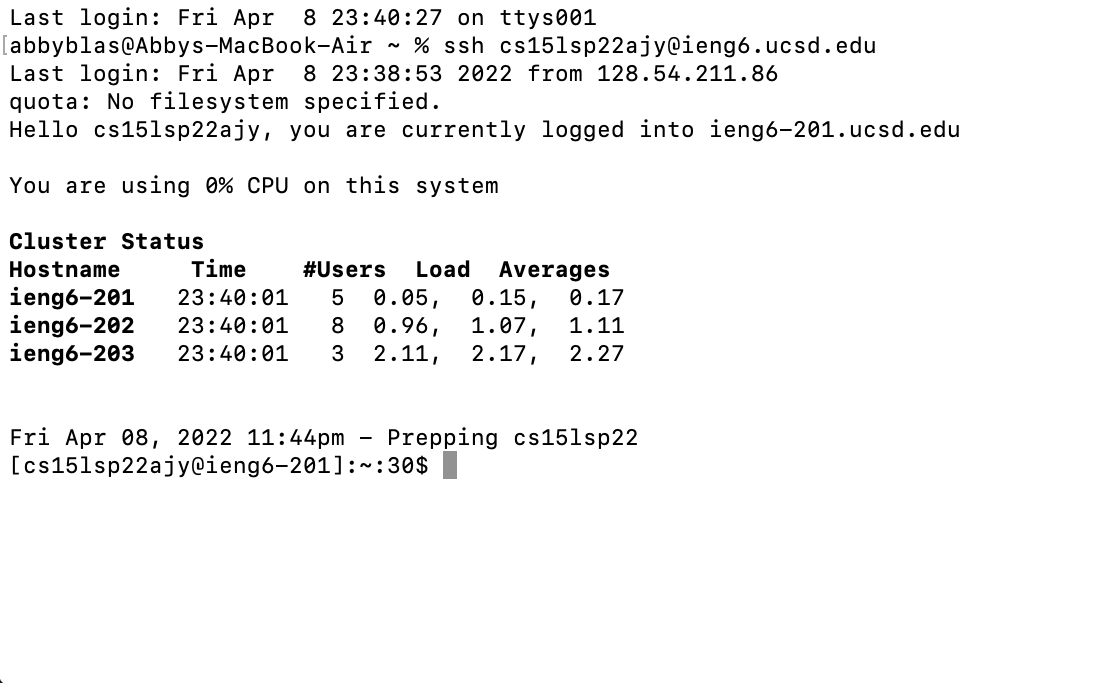 Last login: Fri Apr  8 23:40:27 on ttys001
[abbyblas@Abbys-MacBook-Air ~ % ssh cs15lsp22ajy@ieng6.ucsd.edu
Last login: Fri Apr  8 23:38:53 2022 from 128.54.211.86
quota: No filesystem specified.
Hello cs15lsp22ajy, you are currently logged into ieng6-201.ucsd.edu
You are using 0% CPU on this system
Cluster Status
Hostname     Time    #Users  Load  Averages
ieng6-201   23:40:01   5  0.05,  0.15,  0.17
ieng6-202   23:40:01   8  0.96,  1.07,  1.11
ieng6-203   23:40:01   3  2.11,  2.17,  2.27
Fri Apr 08, 2022 11:44pm - Prepping cs15lsp22
[cs15lsp22ajy@ieng6-201]:~:30$